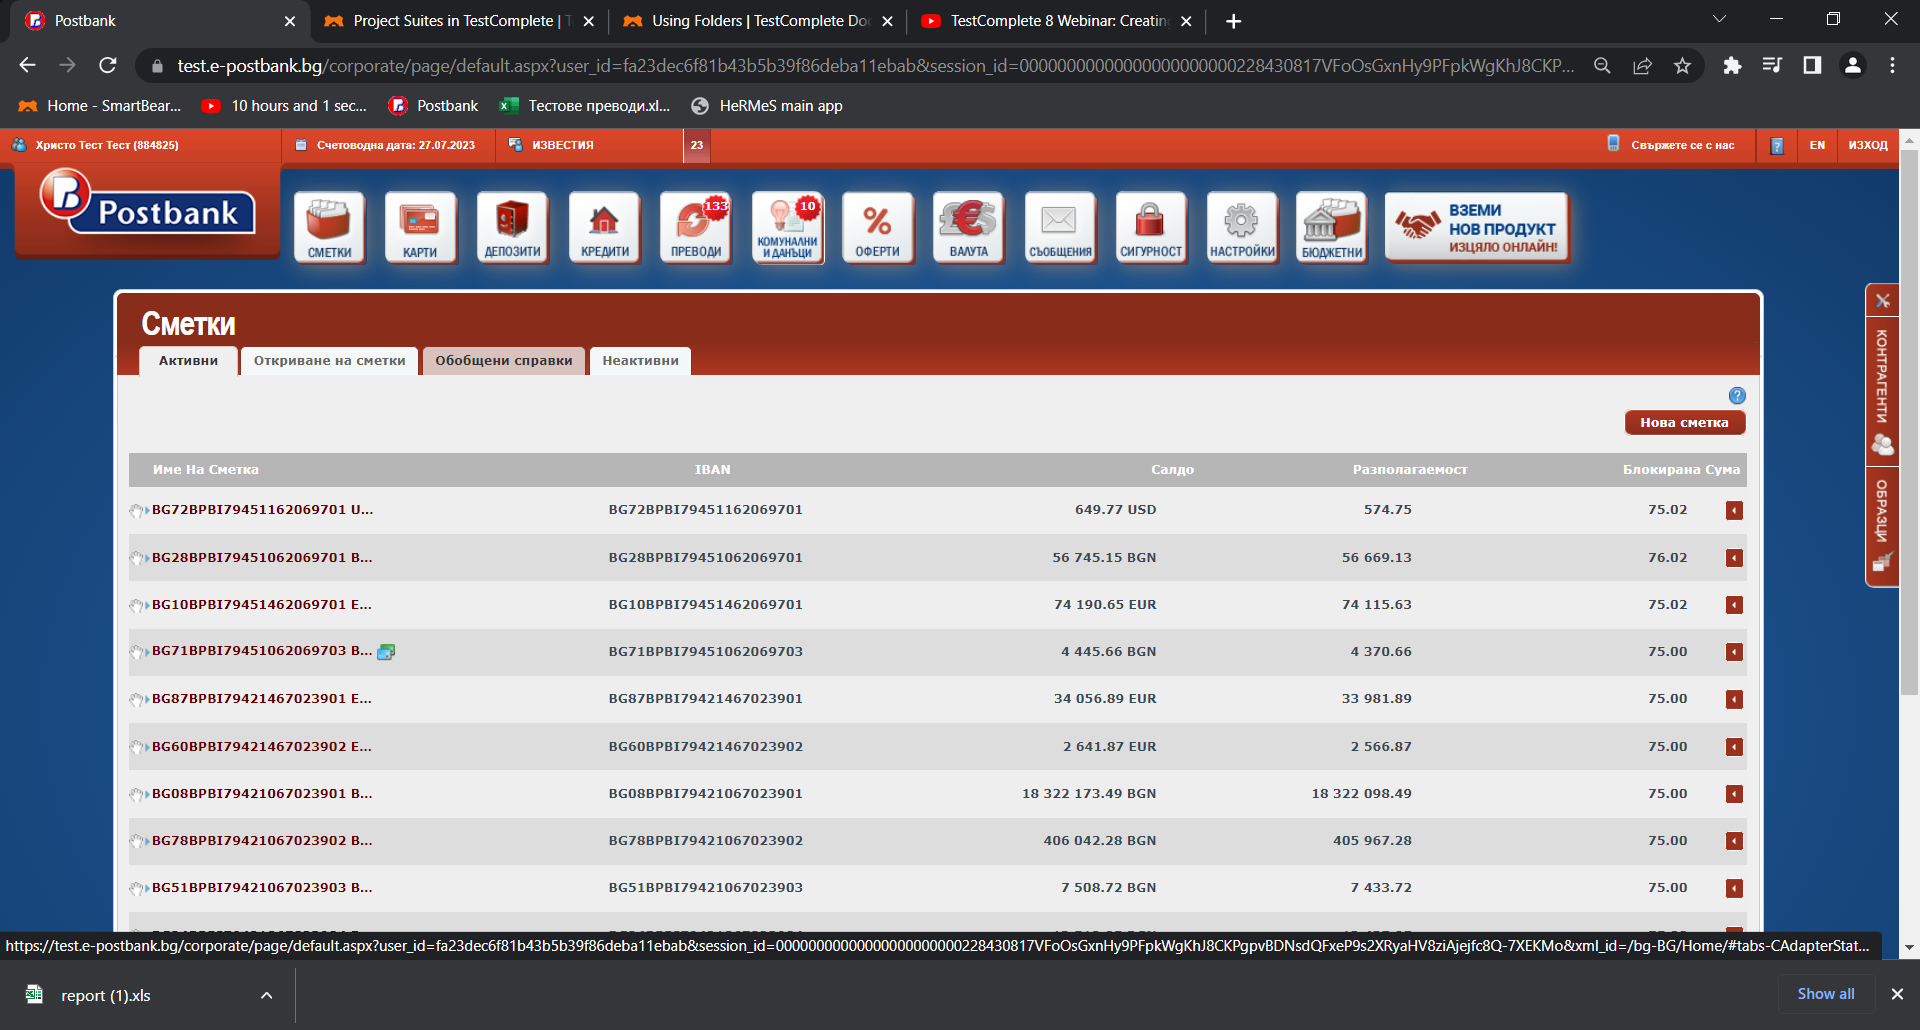 Postbank
Project Suites in TestComplete | T
Using Folders | TestComplete Do
TestComplete 8 Webinar: Creatin
test.e-postbank.bg/corporate/page/default.aspx?user_id=fa23dec6f81b43b5b39f86deba11ebab&session_id=
Home - SmartBear...
10 hours and 1 sec...
Postbank
Тестове преводи.xl...
HeRMeS main app
Христо Тест Тест (884825)
Счетоводна дата: 27.07.2023
ИЗВЕСТИЯ
23
Свържете се с нас
EN
ИЗХОД
Postbank
СМЕТКИ
КАРТИ
ДЕПОЗИТИ
КРЕДИТИ
133
ПРЕВОДИ
10
КОМУНАЛНИ
И ДАНЪЦИ
ОФЕРТИ
ВАЛУТА
СЪОБЩЕНИЯ
СИГУРНОСТ
НАСТРОЙКИ
БЮДЖЕТНИ
ВЗЕМИ
НОВ ПРОДУКТ
ИЗЦЯЛО ОНЛАЙН!
КОНТРАГЕНТИ
ОБРАЗЦИ
Сметки
Активни
Откриване на сметки
Обобщени справки
Неактивни
Нова сметка
Име На Сметка IBAN Салдо Разполагаемост Блокирана Сума
BG72BPBI79451162069701 U... BG72BPBI79451162069701 649.77 USD 574.75 75.02
BG28BPBI79451062069701 B... BG28BPBI79451062069701 56 745.15 BGN 56 669.13 76.02
BG10BPBI79451462069701 E... BG10BPBI79451462069701 74 190.65 EUR 74 115.63 75.02
BG71BPBI79451062069703 B... BG71BPBI79451062069703 4 445.66 BGN 4 370.66 75.00
BG87BPBI79421467023901 E... BG87BPBI79421467023901 34 056.89 EUR 33 981.89 75.00
BG60BPBI79421467023902 E... BG60BPBI79421467023902 2 641.87 EUR 2 566.87 75.00
BG08BPBI79421067023901 B... BG08BPBI79421067023901 18 322 173.49 BGN 18 322 098.49 75.00
BG78BPBI79421067023902 B... BG78BPBI79421067023902 406 042.28 BGN 405 967.28 75.00
BG51BPBI79421067023903 B... BG51BPBI79421067023903 7 508.72 BGN 7 433.72 75.00
https://test.e-postbank.bg/corporate/page/default.aspx?user_id=fa23dec6f81b43b5b39f86deba11ebab&session_id=
report (1).xls
Show all